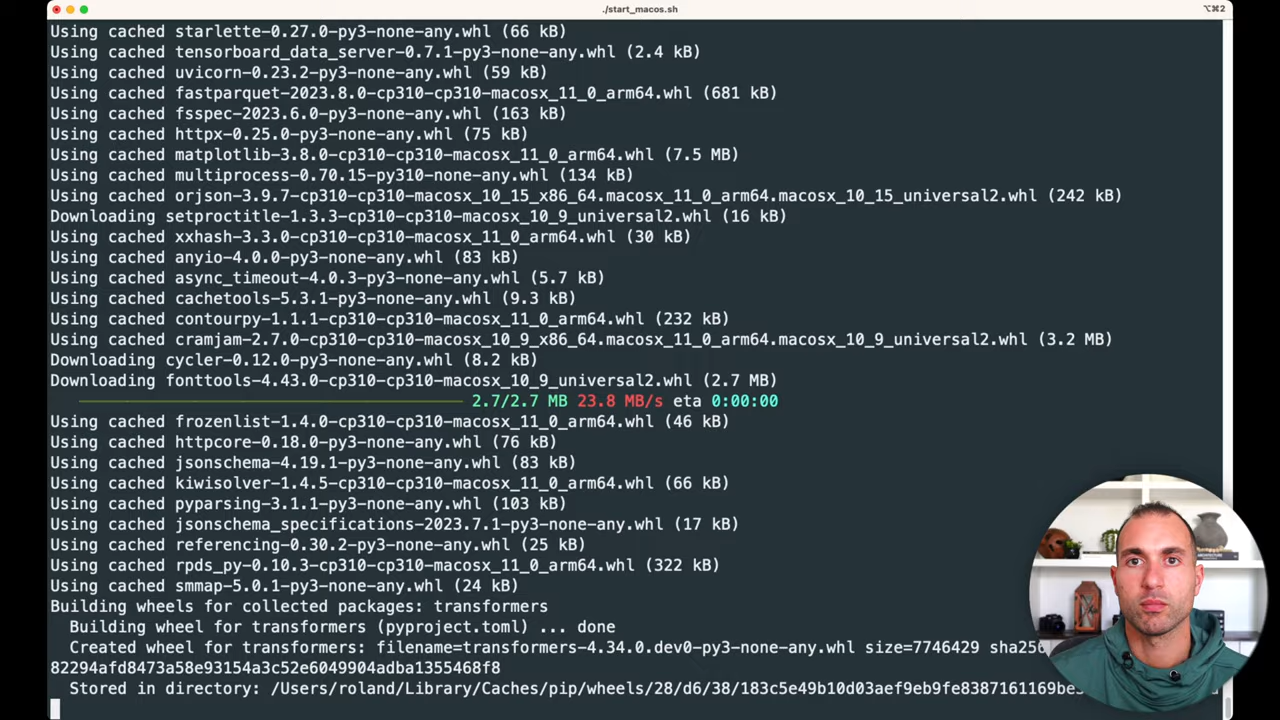 ./start_macos.sh
⌥⌘2
Using cached starlette-0.27.0-py3-none-any.whl (66 kB)
Using cached tensorboard_data_server-0.7.1-py3-none-any.whl (2.4 kB)
Using cached uvicorn-0.23.2-py3-none-any.whl (59 kB)
Using cached fastparquet-2023.8.0-cp310-cp310-macosx_11_0_arm64.whl (681 kB)
Using cached fsspec-2023.6.0-py3-none-any.whl (163 kB)
Using cached httpx-0.25.0-py3-none-any.whl (75 kB)
Using cached matplotlib-3.8.0-cp310-cp310-macosx_11_0_arm64.whl (7.5 MB)
Using cached multiprocess-0.70.15-py310-none-any.whl (134 kB)
Using cached orjson-3.9.7-cp310-cp310-macosx_10_15_x86_64.macosx_11_0_arm64.macosx_10_15_universal2.whl (242 kB)
Downloading setproctitle-1.3.3-cp310-cp310-macosx_10_9_universal2.whl (16 kB)
Using cached xxhash-3.3.0-cp310-cp310-macosx_11_0_arm64.whl (30 kB)
Using cached anyio-4.0.0-py3-none-any.whl (83 kB)
Using cached async_timeout-4.0.3-py3-none-any.whl (5.7 kB)
Using cached cachetools-5.3.1-py3-none-any.whl (9.3 kB)
Using cached contourpy-1.1.1-cp310-cp310-macosx_11_0_arm64.whl (232 kB)
Using cached cramjam-2.7.0-cp310-cp310-macosx_10_9_x86_64.macosx_11_0_arm64.macosx_10_9_universal2.whl (3.2 MB)
Downloading cycler-0.12.0-py3-none-any.whl (8.2 kB)
Downloading fonttools-4.43.0-cp310-cp310-macosx_10_9_universal2.whl (2.7 MB)
2.7/2.7 MB 23.8 MB/s eta 0:00:00
Using cached frozenlist-1.4.0-cp310-cp310-macosx_11_0_arm64.whl (46 kB)
Using cached httpcore-0.18.0-py3-none-any.whl (76 kB)
Using cached jsonschema-4.19.1-py3-none-any.whl (83 kB)
Using cached kiwisolver-1.4.5-cp310-cp310-macosx_11_0_arm64.whl (66 kB)
Using cached pyparsing-3.1.1-py3-none-any.whl (103 kB)
Using cached jsonschema_specifications-2023.7.1-py3-none-any.whl (17 kB)
Using cached referencing-0.30.2-py3-none-any.whl (25 kB)
Using cached rpds_py-0.10.3-cp310-cp310-macosx_11_0_arm64.whl (322 kB)
Using cached smmap-5.0.1-py3-none-any.whl (24 kB)
Building wheels for collected packages: transformers
Building wheel for transformers (pyproject.toml) ... done
Created wheel for transformers: filename=transformers-4.34.0.dev0-py3-none-any.whl size=7746429 sha256
82294afd8473a58e93154a3c52e6049904adba1355468f8
Stored in directory: /Users/roland/Library/Caches/pip/wheels/28/d6/38/183c5e49b10d03aef9eb9fe8387161169be